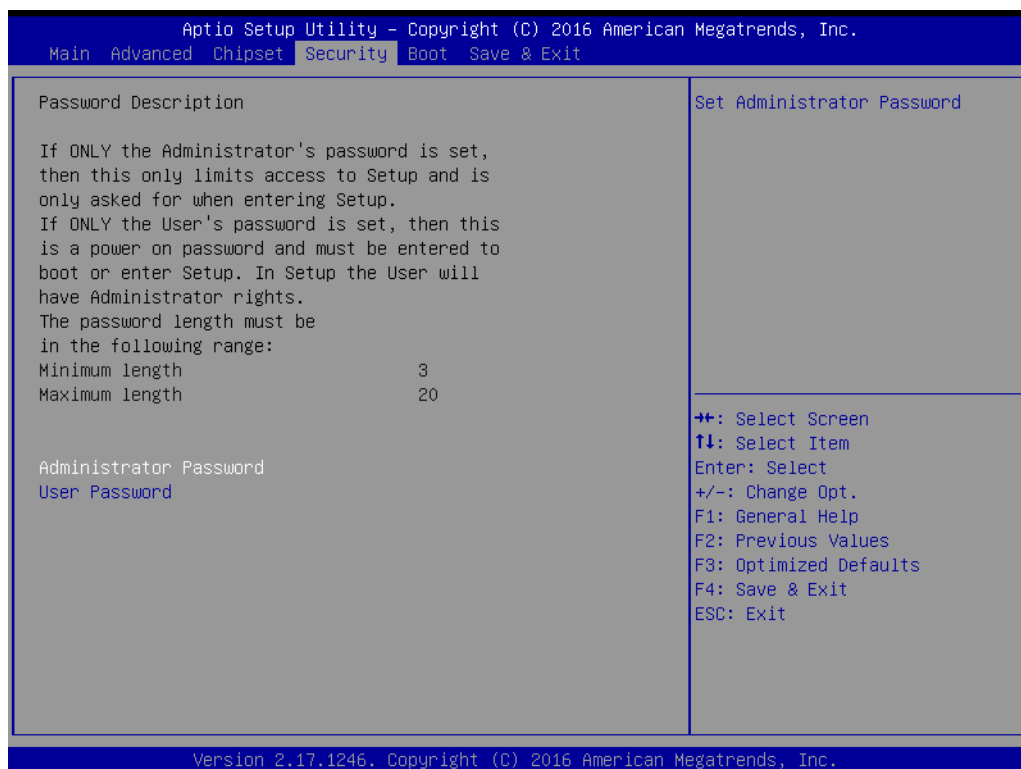 Aptio Setup Utility – Copyright (C) 2016 American Megatrends, Inc.
Main Advanced Chipset Security Boot Save & Exit
Password Description
If ONLY the Administrator's password is set,
then this only limits access to Setup and is
only asked for when entering Setup.
If ONLY the User's password is set, then this
is a power on password and must be entered to
boot or enter Setup. In Setup the User will
have Administrator rights.
The password length must be
in the following range:
Minimum length 3
Maximum length 20
Administrator Password
User Password
Set Administrator Password
→←: Select Screen
↑↓: Select Item
Enter: Select
+/-: Change Opt.
F1: General Help
F2: Previous Values
F3: Optimized Defaults
F4: Save & Exit
ESC: Exit
Version 2.17.1246. Copyright (C) 2016 American Megatrends, Inc.